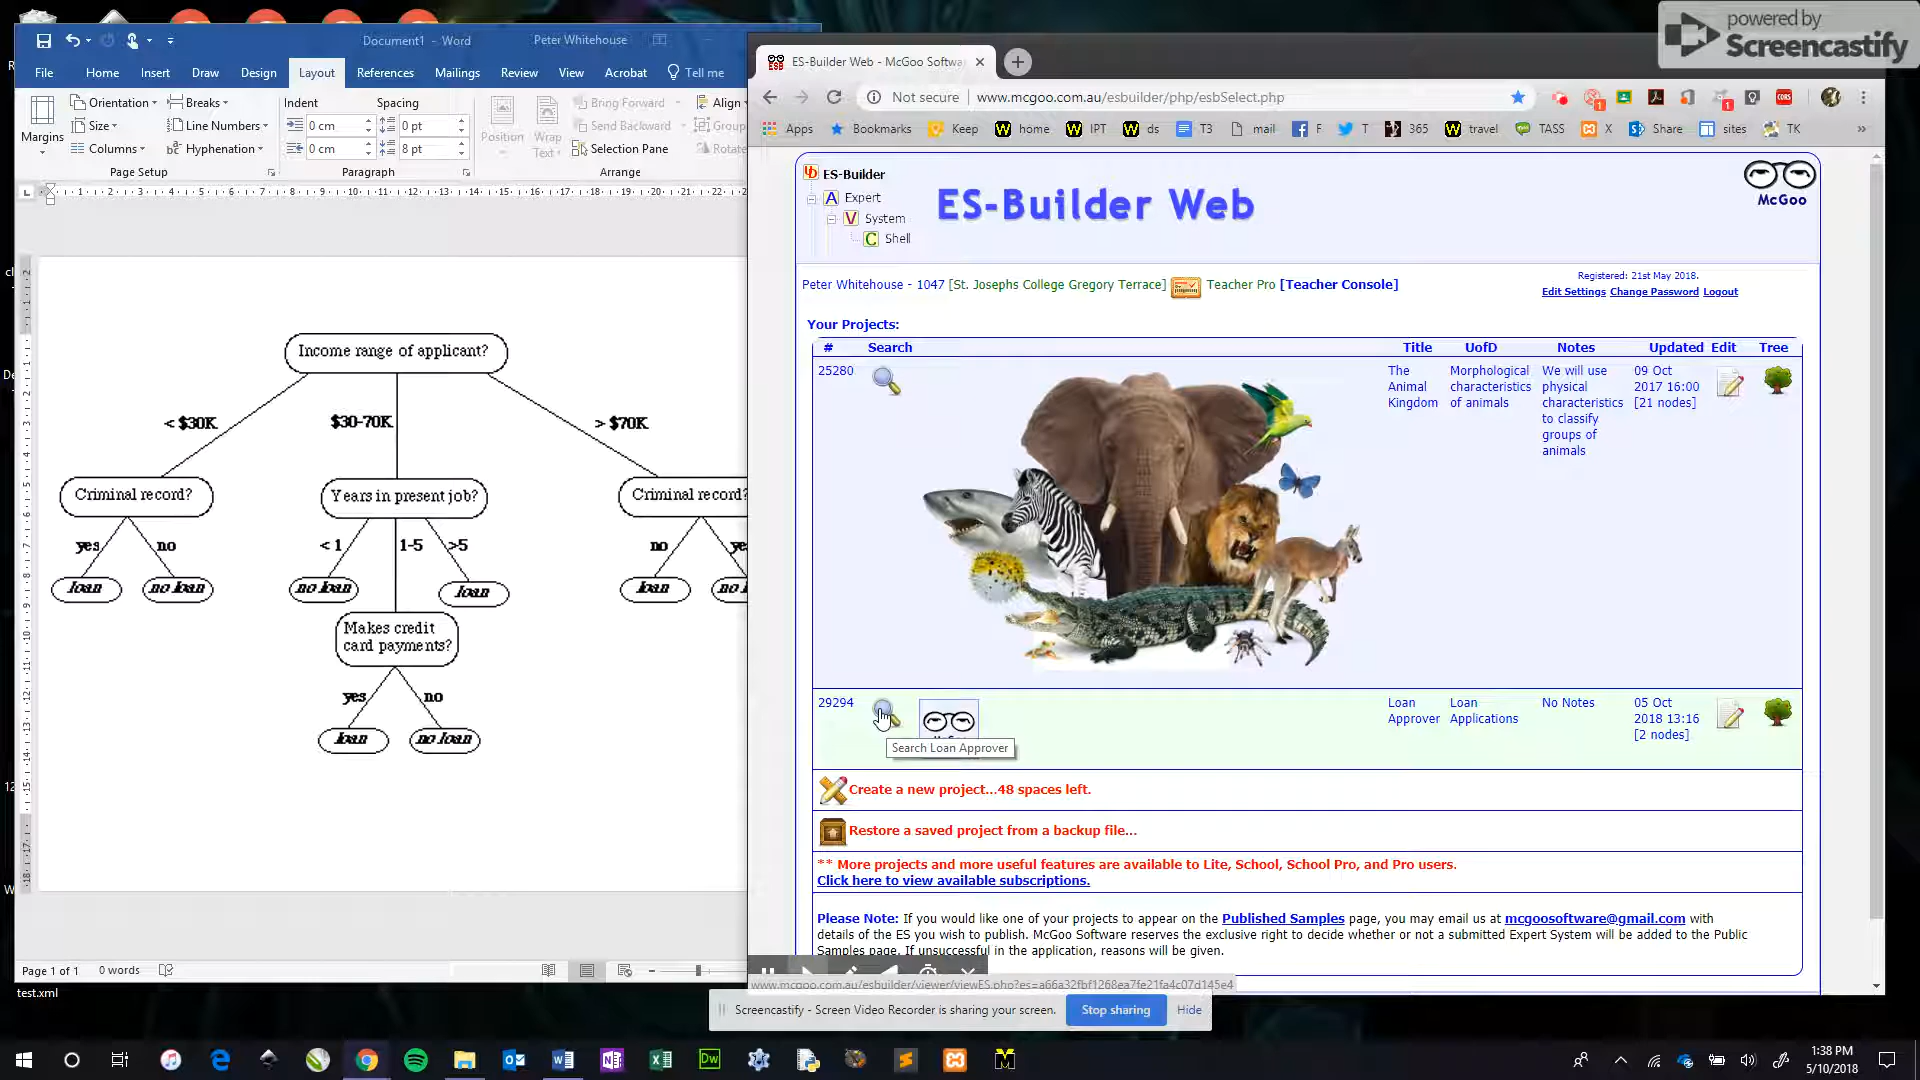 powered by
Screencastify
Document1 - Word
Peter Whitehouse
File Home Insert Draw Design Layout References Mailings Review View Acrobat Tell me
Margins
Orientation
Size
Columns
Breaks
Line Numbers
Hyphenation
Page Setup
Indent
Spacing
0 cm
0 pt
0 cm
8 pt
Paragraph
Position
Wrap
Text
Bring Forward
Send Backward
Selection Pane
Align
Group
Rotate
Arrange
Income range of applicant?
< $30K
$30-70K
> $70K
Criminal record?
Years in present job?
Criminal record?
yes
no
< 1
1-5
>5
no
loan
no loan
no loan
loan
loan
Makes credit
card payments?
yes
no
loan
no loan
Page 1 of 1
0 words
test.xml
ES-Builder Web - McGoo Softwa
Not secure
www.mcgoo.com.au/esbuilder/php/esbSelect.php
Apps Bookmarks Keep home IPT ds T3 mail F T 365 travel TASS X Share sites TK
ES-Builder
A Expert
V System
C Shell
ES-Builder Web
McGoo
Peter Whitehouse - 1047 [St. Josephs College Gregory Terrace] Teacher Pro [Teacher Console]
Registered: 21st May 2018.
Edit Settings Change Password Logout
Your Projects:
# Search Title UofD Notes Updated Edit Tree
25280
The
Animal
Kingdom
Morphological
characteristics
of animals
We will use
physical
characteristics
to classify
groups of
animals
09 Oct
2017 16:00
[21 nodes]
29294
Search Loan Approver
Loan
Approver
Loan
Applications
No Notes
05 Oct
2018 13:16
[2 nodes]
Create a new project...48 spaces left.
Restore a saved project from a backup file...
** More projects and more useful features are available to Lite, School, School Pro, and Pro users.
Click here to view available subscriptions.
Please Note: If you would like one of your projects to appear on the Published Samples page, you may email us at mcgoosoftware@gmail.com with
details of the ES you wish to publish. McGoo Software reserves the exclusive right to decide whether or not a submitted Expert System will be added to the Public
Samples page. If unsuccessful in the application, reasons will be given.
www.mcgoo.com.au/esbuilder/viewer/viewES.php?es=a66a32fbf1268ea7fe21fa4c07d145e4
Screencastify - Screen Video Recorder is sharing your screen.
Stop sharing
Hide
1:38 PM
5/10/2018